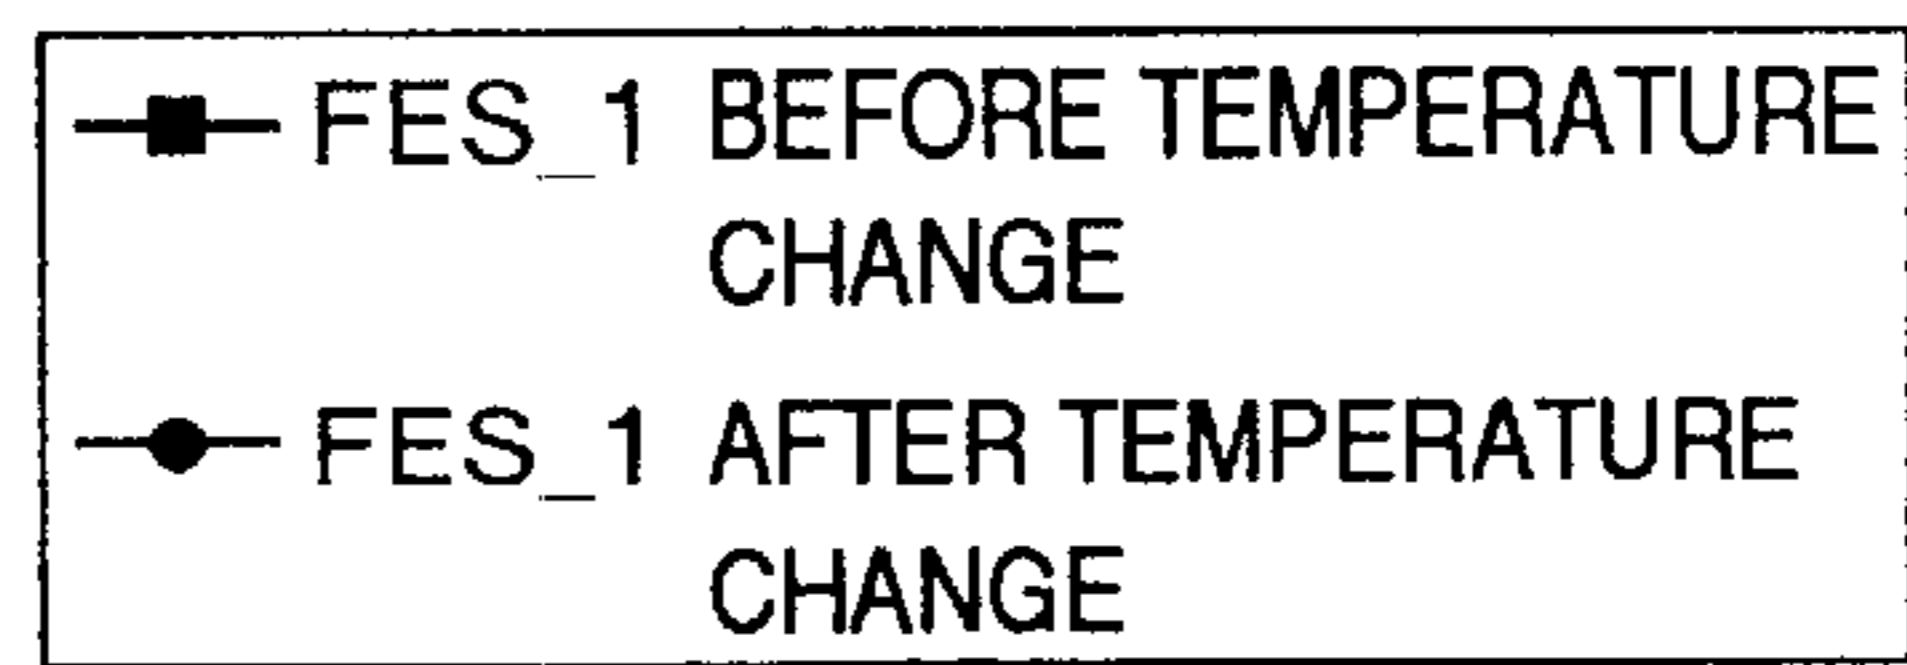 FES_1 BEFORE TEMPERATURE
CHANGE
FES_1 AFTER TEMPERATURE
CHANGE